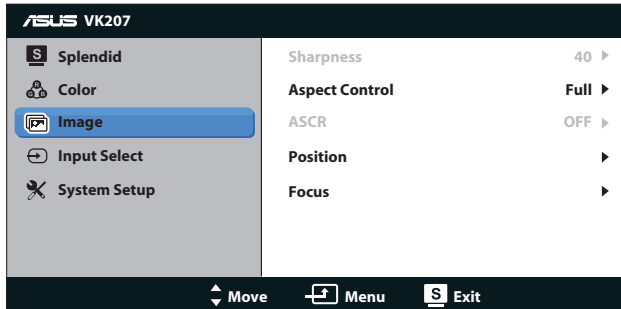 ASUS VK207
S Splendid
R G B Color
Image
Input Select
System Setup
Sharpness 40
Aspect Control Full
ASCR OFF
Position
Focus
Move Menu S Exit